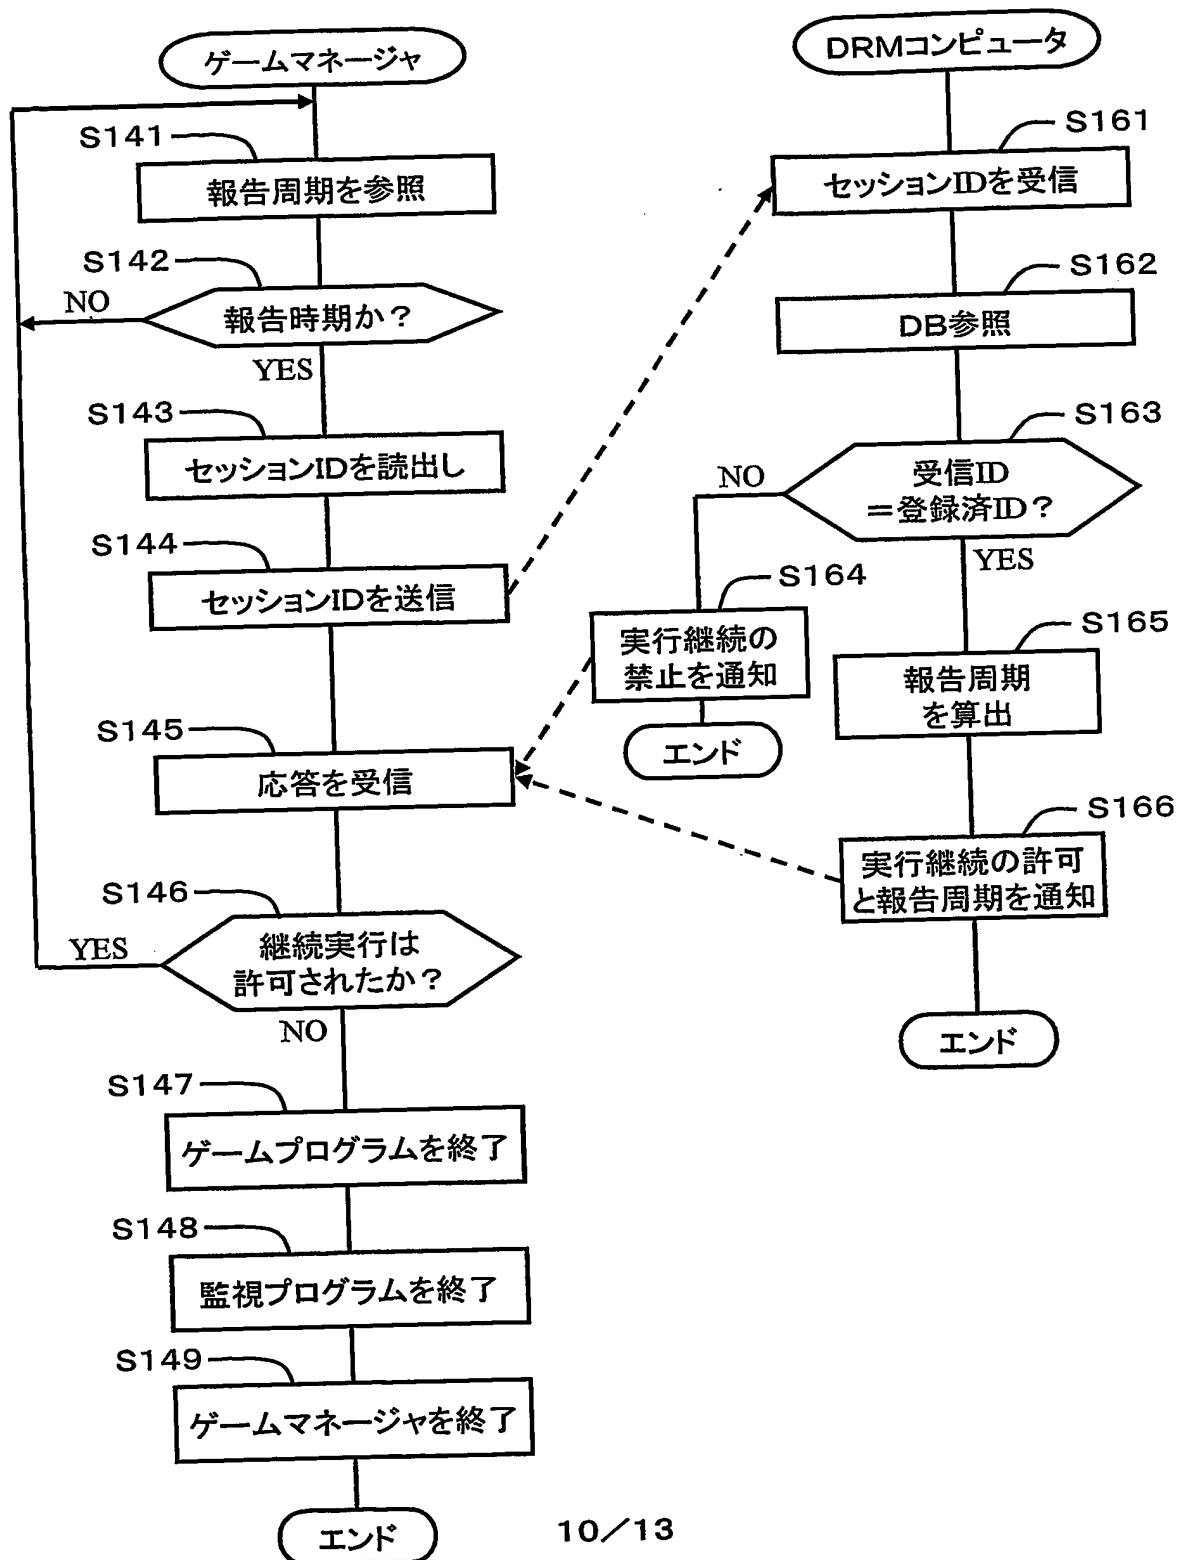 ゲームマネージャ
S141
報告周期を参照
S142
報告時期か?
NO
YES
S143
セッションIDを読出し
S144
セッションIDを送信
S145
応答を受信
S146
継続実行は
許可されたか?
YES
NO
S147
ゲームプログラムを終了
S148
監視プログラムを終了
S149
ゲームマネージャを終了
エンド
DRMコンピュータ
S161
セッションIDを受信
S162
DB参照
S163
受信ID
=登録済ID?
NO
YES
S164
実行継続の
禁止を通知
エンド
S165
報告周期
を算出
S166
実行継続の許可
と報告周期を通知
エンド
10/13